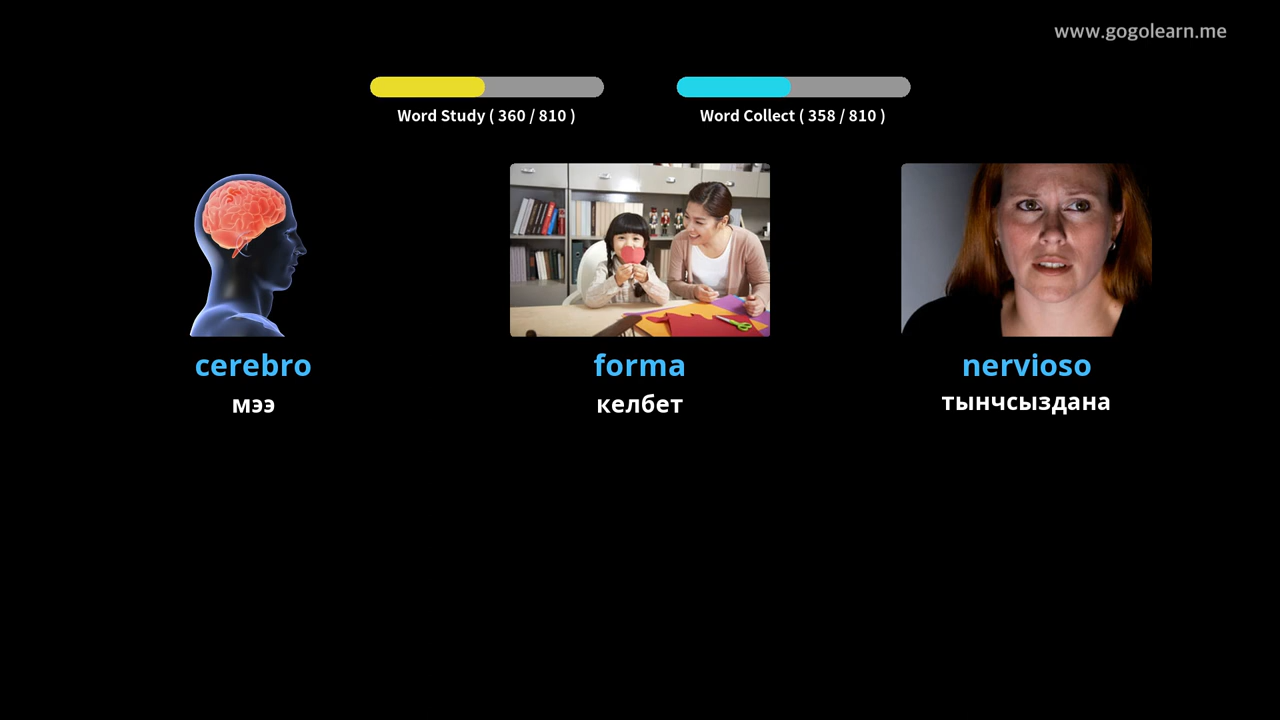 www.gogolearn.me
Word Study ( 360 / 810 )
Word Collect ( 358 / 810 )
cerebro
мээ
forma
келбет
nervioso
тынчсыздана